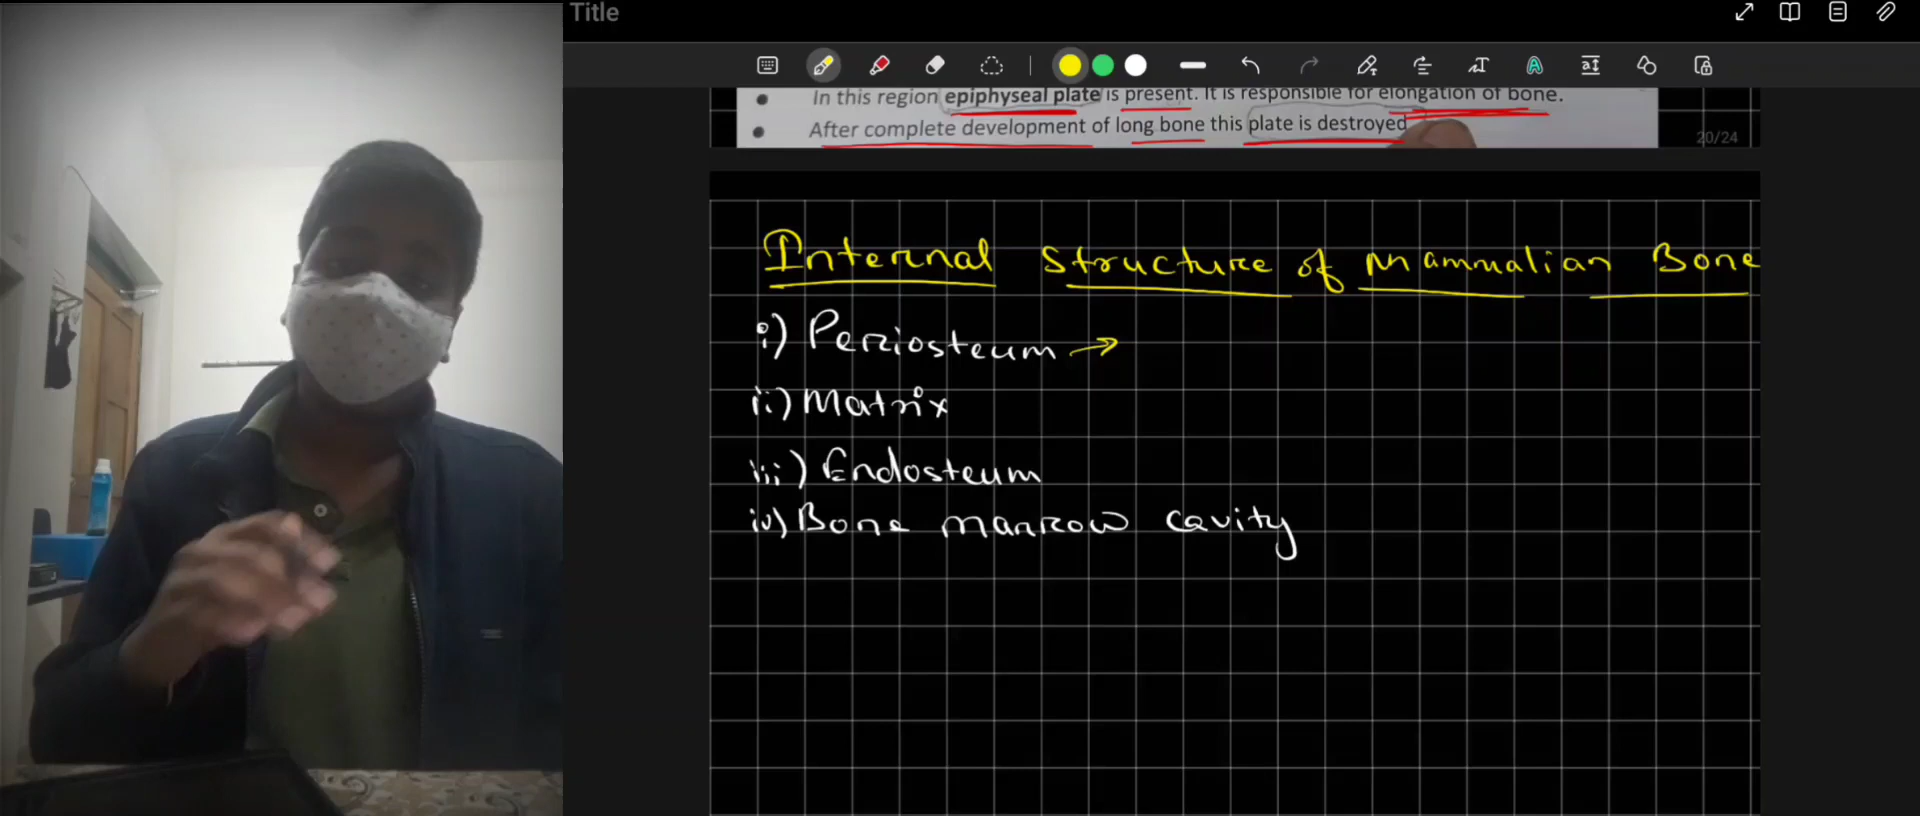 Title
In this region epiphyseal plate is present. It is responsible for elongation of bone.
After complete development of long bone this plate is destroyed
20/24
Internal Structure of Mammalian Bone
i) Periosteum →
ii) Matrix
iii) Endosteum
iv) Bone marrow cavity